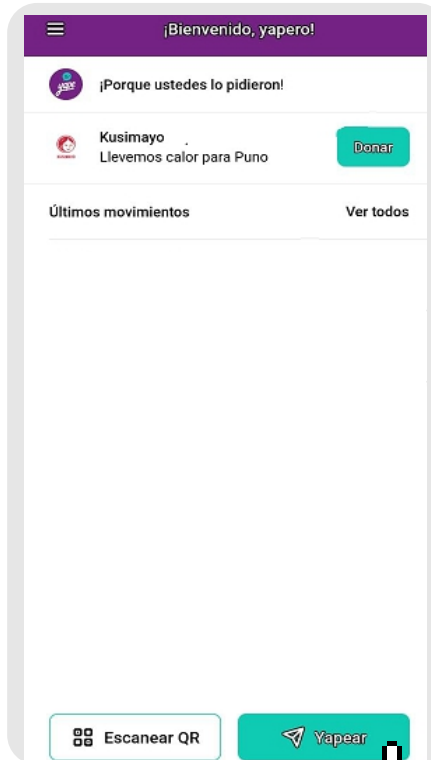 ¡Bienvenido, yapero!
yape
¡Porque ustedes lo pidieron!
Kusimayo
Llevemos calor para Puno
Donar
Últimos movimientos
Ver todos
Escanear QR
Yapear